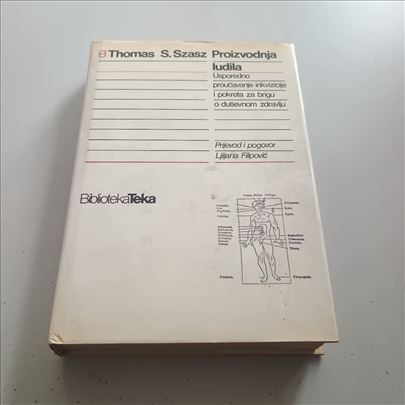 Thomas S. Szasz Proizvodnja
ludila
Usporedno
proučavanje inkvizicije
i pokreta za brigu
o duševnom zdravlju
Prijevod i pogovor
Ljiljana Filipović
BibliotekaTeka